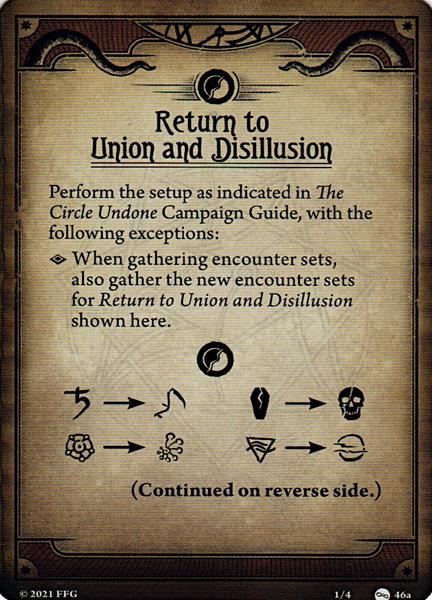 Return to
Union and Disillusion
Perform the setup as indicated in The
Circle Undone Campaign Guide, with the
following exceptions:
When gathering encounter sets,
also gather the new encounter sets
for Return to Union and Disillusion
shown here.
(Continued on reverse side.)
© 2021 FFG 1/4 46a